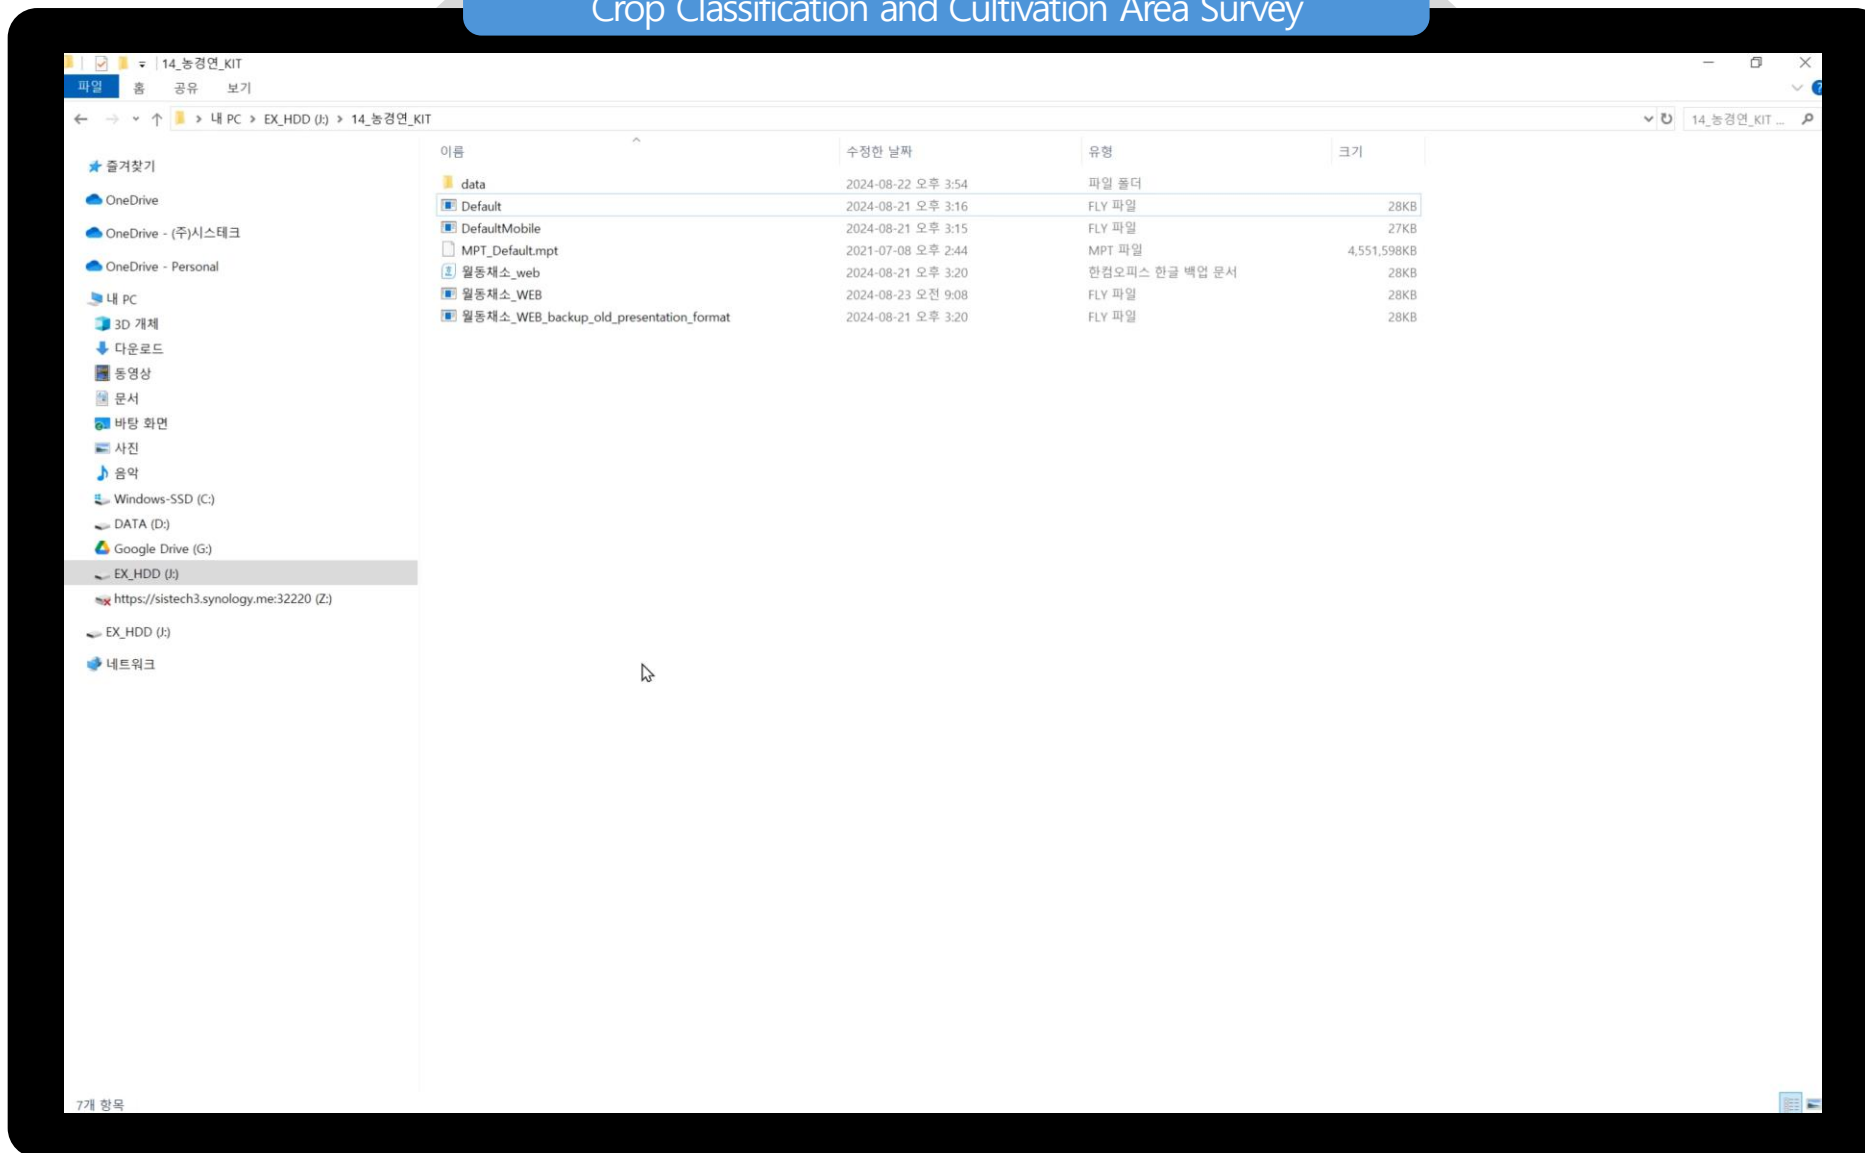 Crop Classification and Cultivation Area Survey
14_농경연_KIT
파일 홈 공유 보기
내 PC > EX_HDD (J:) > 14_농경연_KIT
14_농경연_KIT ...
이름 수정한 날짜 유형 크기
data 2024-08-22 오후 3:54 파일 폴더
Default 2024-08-21 오후 3:16 FLY 파일 28KB
DefaultMobile 2024-08-21 오후 3:15 FLY 파일 27KB
MPT_Default.mpt 2021-07-08 오후 2:44 MPT 파일 4,551,598KB
월동채소_web 2024-08-21 오후 3:20 한컴오피스 한글 백업 문서 28KB
월동채소_WEB 2024-08-23 오전 9:08 FLY 파일 28KB
월동채소_WEB_backup_old_presentation_format 2024-08-21 오후 3:20 FLY 파일 28KB
즐겨찾기
OneDrive
OneDrive - (주)시스테크
OneDrive - Personal
내 PC
3D 개체
다운로드
동영상
문서
바탕 화면
사진
음악
Windows-SSD (C:)
DATA (D:)
Google Drive (G:)
EX_HDD (J:)
https://sistech3.synology.me:32220 (Z:)
EX_HDD (J:)
네트워크
7개 항목